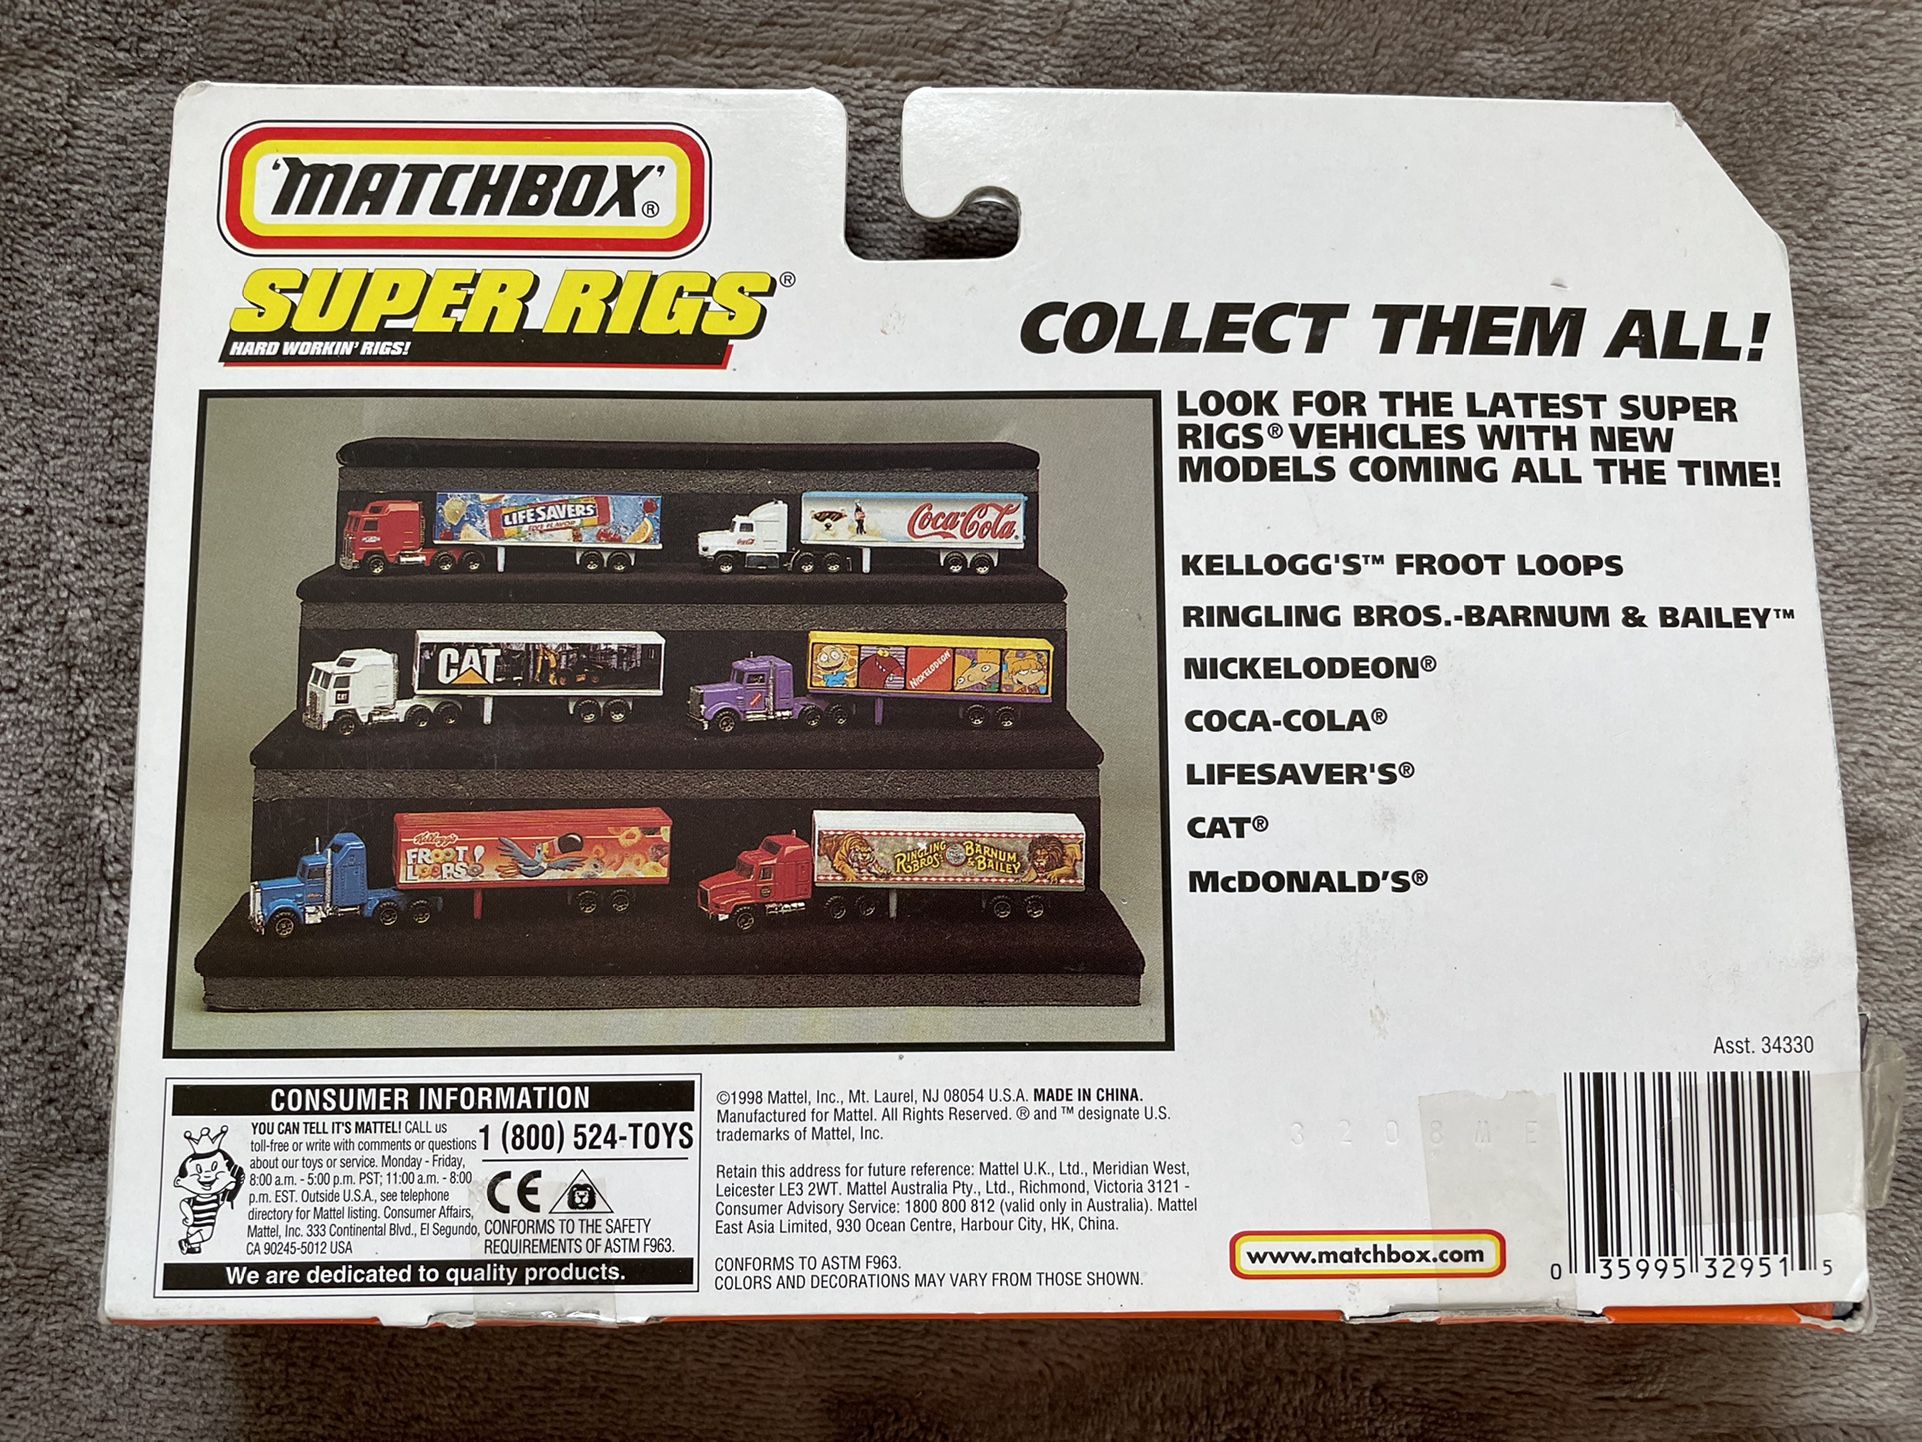 'MATCHBOX'®
SUPER RIGS®
HARD WORKIN' RIGS!
COLLECT THEM ALL!
LOOK FOR THE LATEST SUPER
RIGS® VEHICLES WITH NEW
MODELS COMING ALL THE TIME!
LIFE SAVERS
Coca-Cola
CAT
NICKELODEON
Kellogg's
FROOT
LOOPS
RINGLING BARNUM
BROS. & BAILEY
KELLOGG'S™ FROOT LOOPS
RINGLING BROS.-BARNUM & BAILEY™
NICKELODEON®
COCA-COLA®
LIFESAVER'S®
CAT®
McDONALD'S®
Asst. 34330
CONSUMER INFORMATION
YOU CAN TELL IT'S MATTEL! CALL us
toll-free or write with comments or questions
about our toys or service. Monday - Friday,
8:00 a.m. - 5:00 p.m. PST; 11:00 a.m. - 8:00
p.m. EST. Outside U.S.A., see telephone
directory for Mattel listing. Consumer Affairs,
Mattel, Inc. 333 Continental Blvd., El Segundo,
CA 90245-5012 USA
1 (800) 524-TOYS
CE
CONFORMS TO THE SAFETY
REQUIREMENTS OF ASTM F963.
We are dedicated to quality products.
©1998 Mattel, Inc., Mt. Laurel, NJ 08054 U.S.A. MADE IN CHINA.
Manufactured for Mattel. All Rights Reserved. ® and ™ designate U.S.
trademarks of Mattel, Inc.
Retain this address for future reference: Mattel U.K., Ltd., Meridian West,
Leicester LE3 2WT. Mattel Australia Pty., Ltd., Richmond, Victoria 3121 -
Consumer Advisory Service: 1800 800 812 (valid only in Australia). Mattel
East Asia Limited, 930 Ocean Centre, Harbour City, HK, China.
CONFORMS TO ASTM F963.
COLORS AND DECORATIONS MAY VARY FROM THOSE SHOWN.
3208ME
www.matchbox.com
0 35995 32951 5